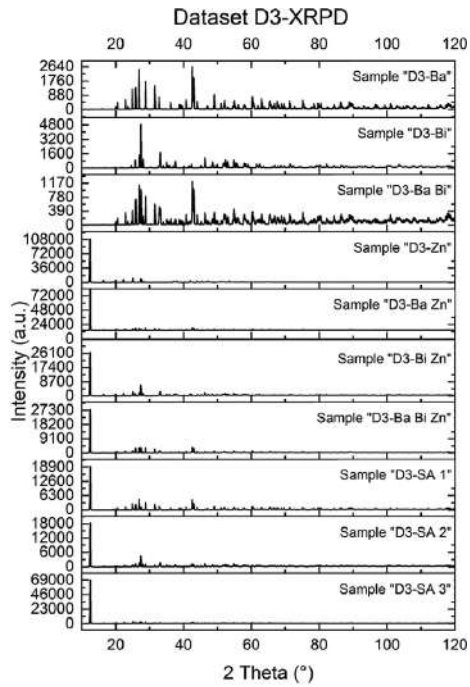 Dataset D3-XRPD
20 40 60 80 100 120
2640
1760
880
0
Sample "D3-Ba"
4800
3200
1600
0
Sample "D3-Bi"
1170
780
390
0
Sample "D3-Ba Bi"
108000
72000
36000
0
Sample "D3-Zn"
72000
48000
24000
0
Sample "D3-Ba Zn"
26100
17400
8700
0
Sample "D3-Bi Zn"
27300
18200
9100
0
Sample "D3-Ba Bi Zn"
18900
12600
6300
0
Sample "D3-SA 1"
18000
12000
6000
0
Sample "D3-SA 2"
69000
46000
23000
0
Sample "D3-SA 3"
Intensity (a.u.)
20 40 60 80 100 120
2 Theta (°)